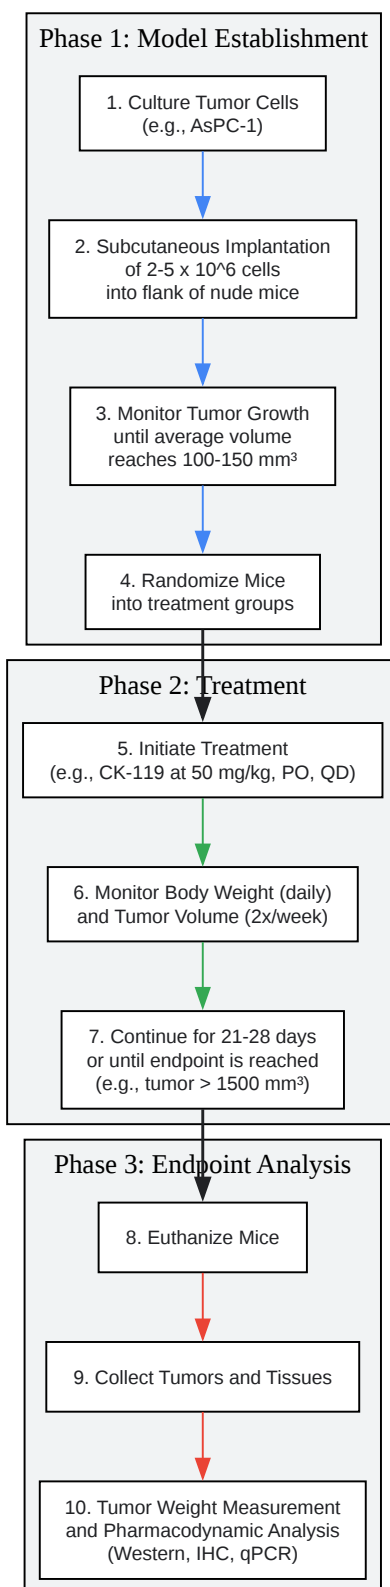 Phase 1: Model Establishment
1. Culture Tumor Cells
(e.g., AsPC-1)
2. Subcutaneous Implantation
of 2-5 x 10^6 cells
into flank of nude mice
3. Monitor Tumor Growth
until average volume
reaches 100-150 mm³
4. Randomize Mice
into treatment groups
Phase 2: Treatment
5. Initiate Treatment
(e.g., CK-119 at 50 mg/kg, PO, QD)
6. Monitor Body Weight (daily)
and Tumor Volume (2x/week)
7. Continue for 21-28 days
or until endpoint is reached
(e.g., tumor > 1500 mm³)
Phase 3: Endpoint Analysis
8. Euthanize Mice
9. Collect Tumors and Tissues
10. Tumor Weight Measurement
and Pharmacodynamic Analysis
(Western, IHC, qPCR)